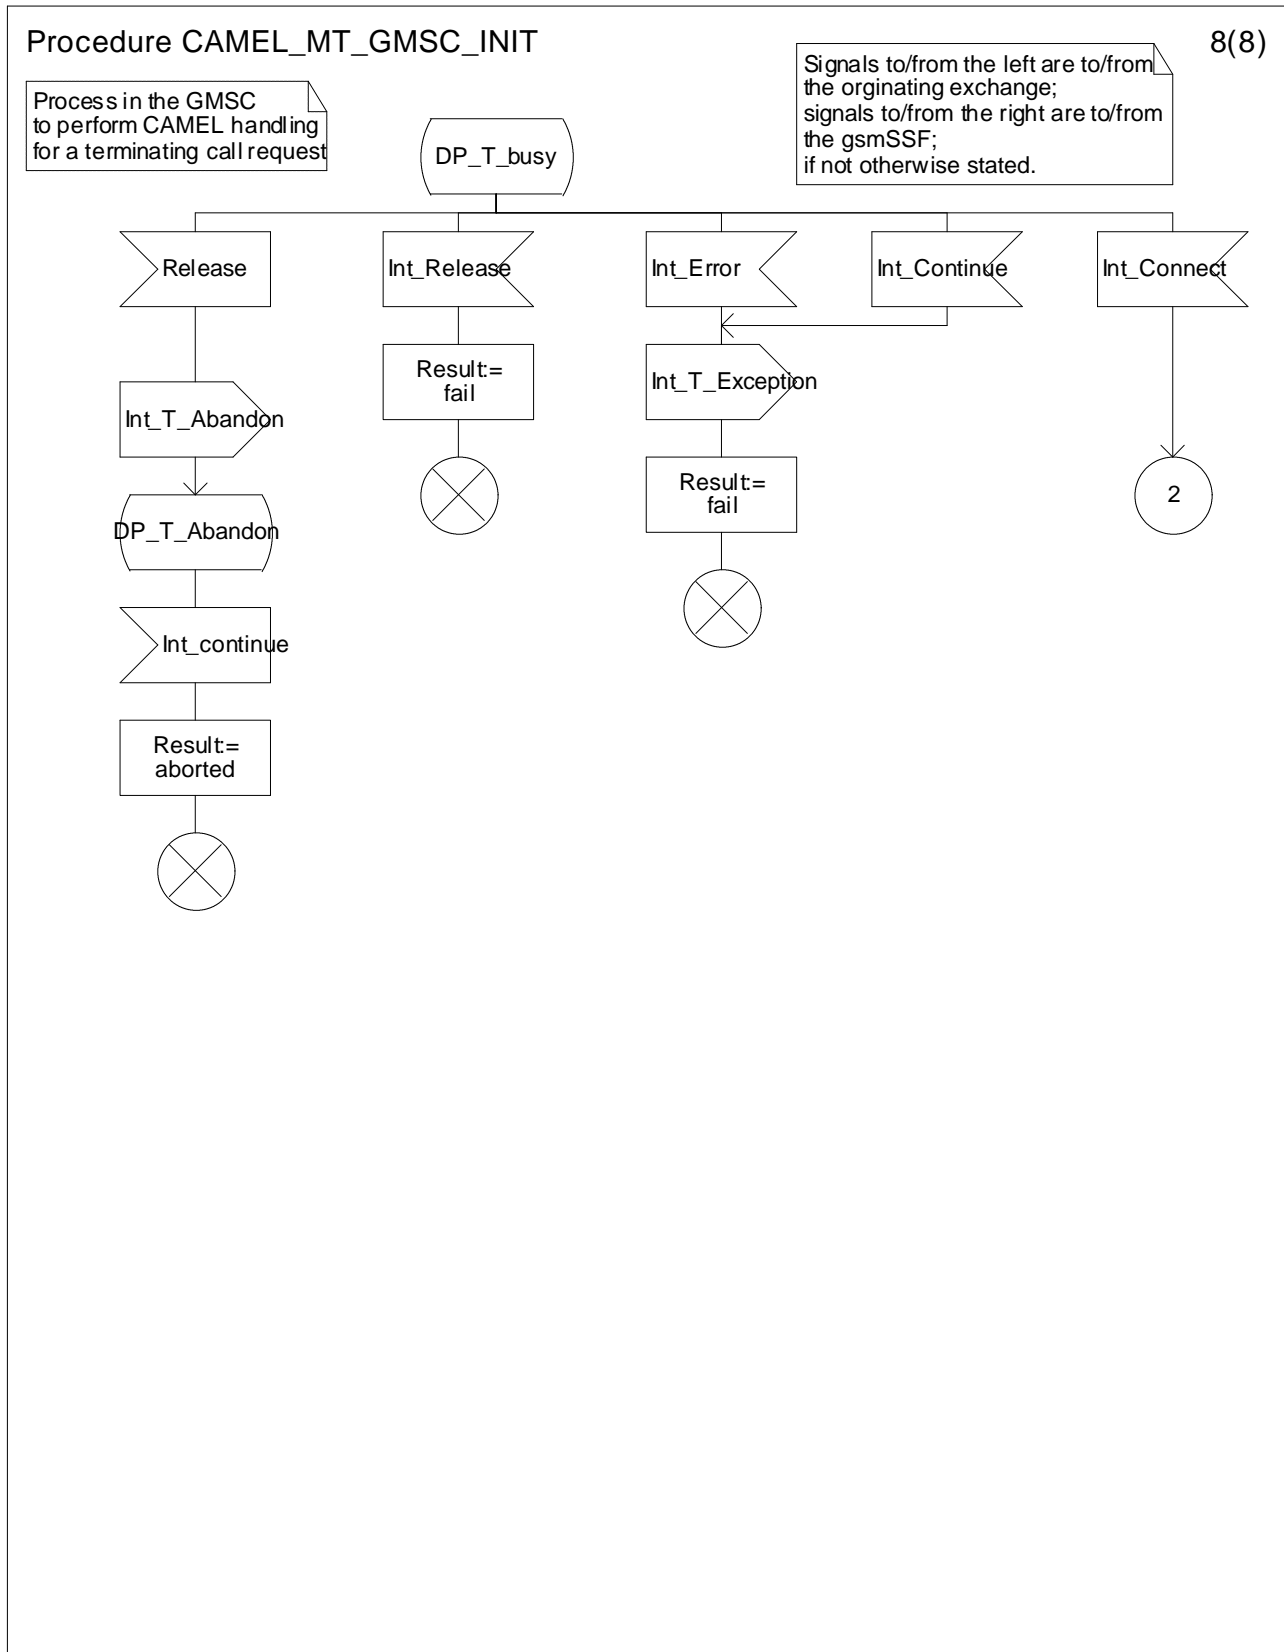 Procedure CAMEL_MT_GMSC_INIT
8(8)
Process in the GMSC
to perform CAMEL handling
for a terminating call request
Signals to/from the left are to/from
the orginating exchange;
signals to/from the right are to/from
the gsmSSF;
if not otherwise stated.
DP_T_busy
Release
Int_Release
Int_Error
Int_Continue
Int_Connect
Result:=
fail
Int_T_Exception
Int_T_Abandon
Result:=
fail
2
DP_T_Abandon
Int_continue
Result:=
aborted